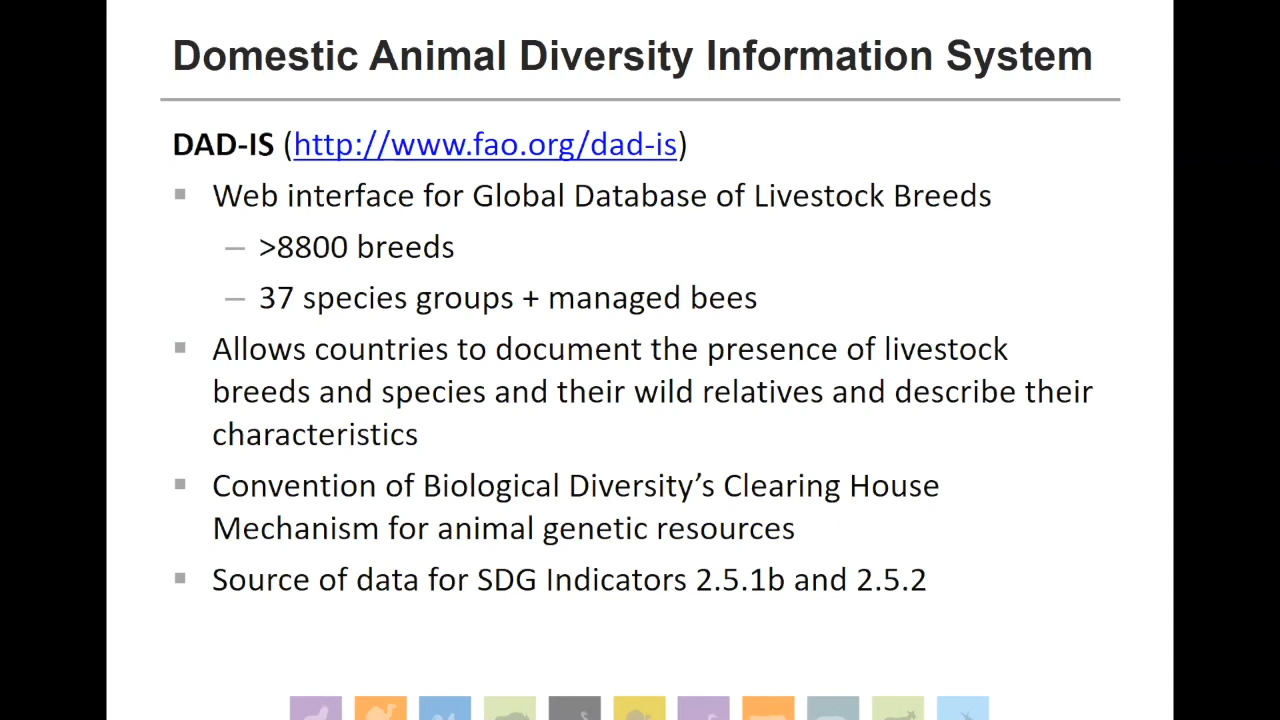 Domestic Animal Diversity Information System
DAD-IS (http://www.fao.org/dad-is)
▪ Web interface for Global Database of Livestock Breeds
– >8800 breeds
– 37 species groups + managed bees
▪ Allows countries to document the presence of livestock
breeds and species and their wild relatives and describe their
characteristics
▪ Convention of Biological Diversity’s Clearing House
Mechanism for animal genetic resources
▪ Source of data for SDG Indicators 2.5.1b and 2.5.2